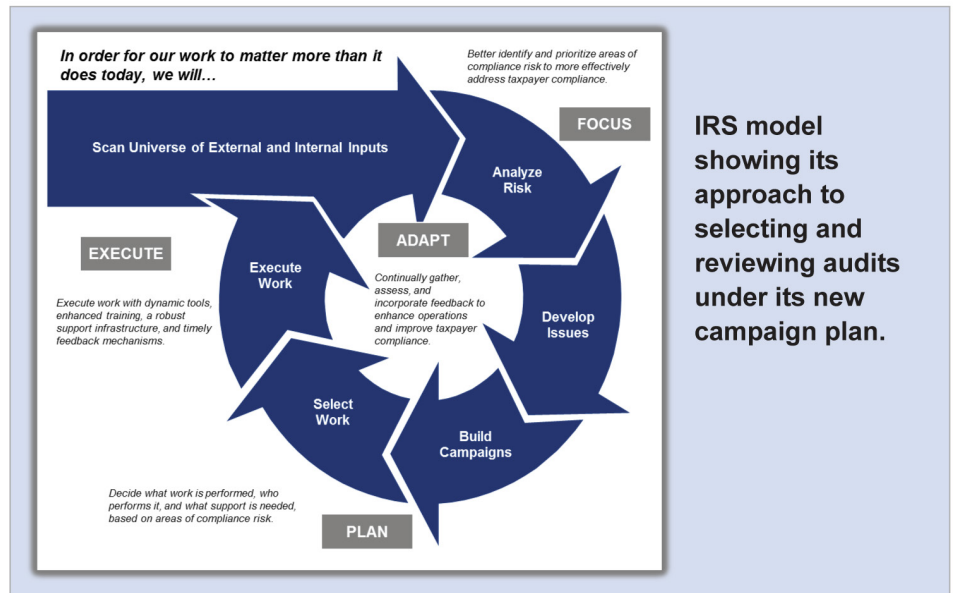 In order for our work to matter more than it
does today, we will…
Better identify and prioritize areas of
compliance risk to more effectively
address taxpayer compliance.
FOCUS
Scan Universe of External and Internal Inputs
Analyze
Risk
ADAPT
Continually gather,
assess, and
incorporate feedback to
enhance operations
and improve taxpayer
compliance.
EXECUTE
Execute
Work
Execute work with dynamic tools,
enhanced training, a robust
support infrastructure, and timely
feedback mechanisms.
Develop
Issues
Select
Work
Build
Campaigns
Decide what work is performed, who
performs it, and what support is needed,
based on areas of compliance risk.
PLAN
IRS model
showing its
approach to
selecting and
reviewing audits
under its new
campaign plan.